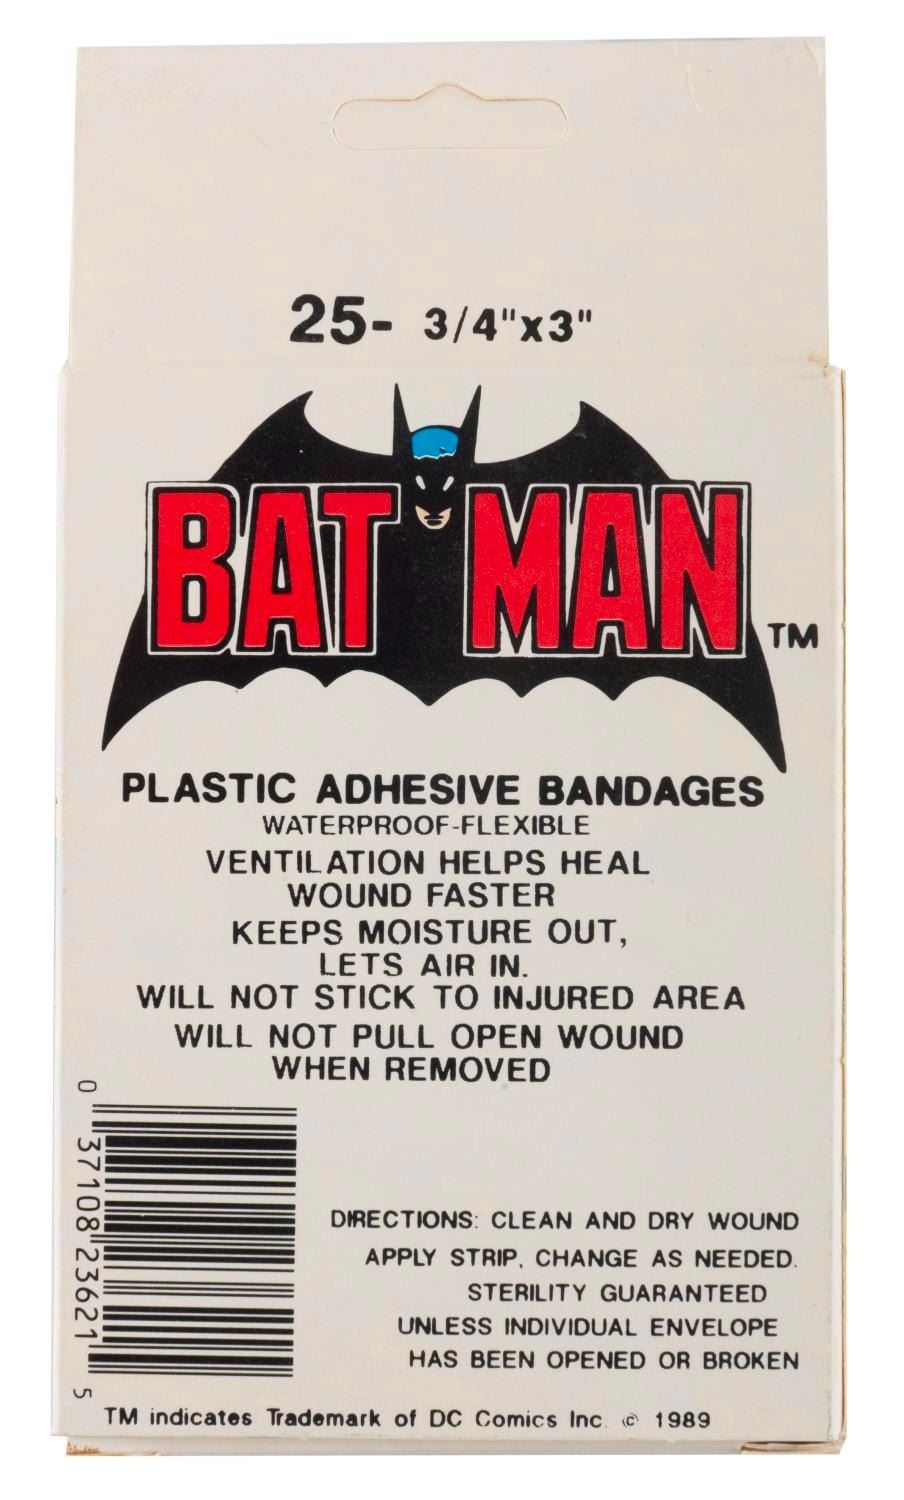 25- 3/4"x3"
BATMAN TM
PLASTIC ADHESIVE BANDAGES
WATERPROOF-FLEXIBLE
VENTILATION HELPS HEAL
WOUND FASTER
KEEPS MOISTURE OUT,
LETS AIR IN.
WILL NOT STICK TO INJURED AREA
WILL NOT PULL OPEN WOUND
WHEN REMOVED
0 37108 23621 5
DIRECTIONS: CLEAN AND DRY WOUND
APPLY STRIP, CHANGE AS NEEDED.
STERILITY GUARANTEED
UNLESS INDIVIDUAL ENVELOPE
HAS BEEN OPENED OR BROKEN
TM indicates Trademark of DC Comics Inc. © 1989